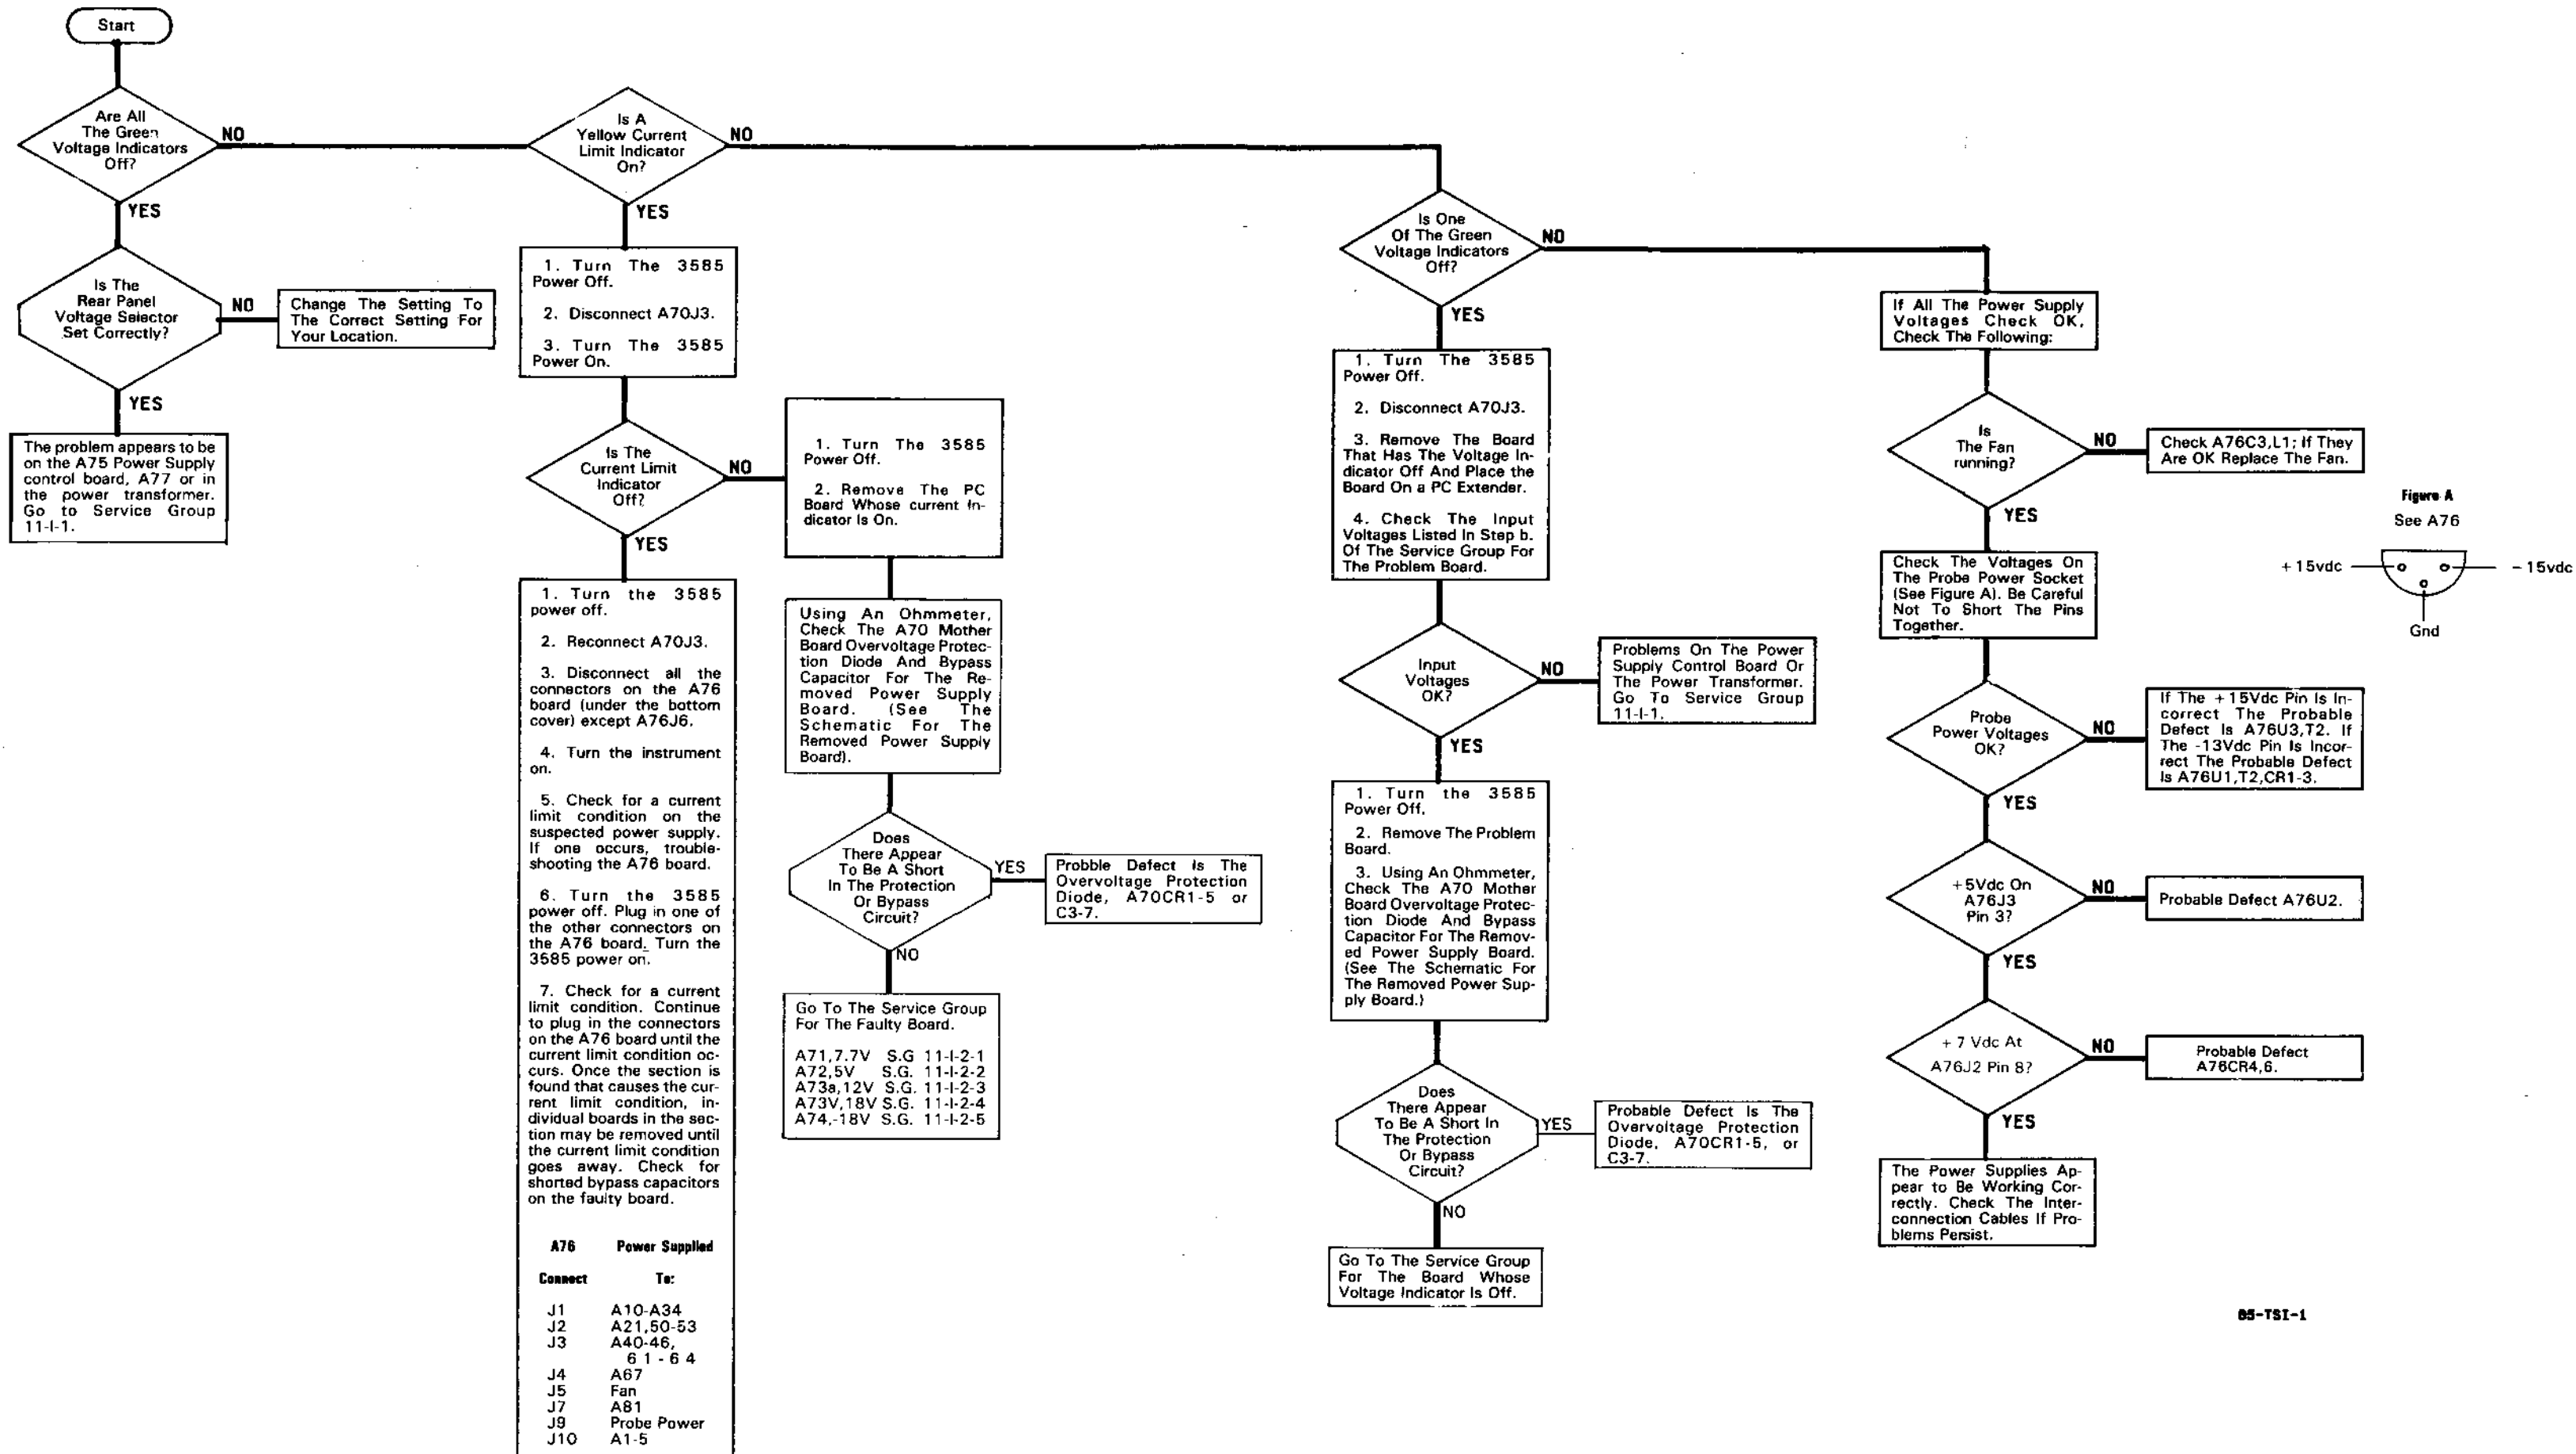 Start
Are All
The Green
Voltage Indicators
Off?
NO
YES
Is The
Rear Panel
Voltage Selector
Set Correctly?
NO
Change The Setting To
The Correct Setting For
Your Location.
YES
The problem appears to be
on the A75 Power Supply
control board, A77 or in
the power transformer.
Go to Service Group
11-I-1.
Is A
Yellow Current
Limit Indicator
On?
NO
YES
1. Turn The 3585
Power Off.
2. Disconnect A70J3.
3. Turn The 3585
Power On.
Is The
Current Limit
Indicator
Off?
NO
YES
1. Turn the 3585
power off.
2. Reconnect A70J3.
3. Disconnect all the
connectors on the A76
board (under the bottom
cover) except A76J6.
4. Turn the instrument
on.
5. Check for a current
limit condition on the
suspected power supply.
If one occurs, trouble-
shooting the A76 board.
6. Turn the 3585
power off. Plug in one of
the other connectors on
the A76 board. Turn the
3585 power on.
7. Check for a current
limit condition. Continue
to plug in the connectors
on the A76 board until the
current limit condition oc-
curs. Once the section is
found that causes the cur-
rent limit condition, in-
dividual boards in the sec-
tion may be removed until
the current limit condition
goes away. Check for
shorted bypass capacitors
on the faulty board.
A76 Power Supplied
Connect To:
J1 A10-A34
J2 A21,50-53
J3 A40-46,
61-64
J4 A67
J5 Fan
J7 A81
J9 Probe Power
J10 A1-5
1. Turn The 3585
Power Off.
2. Remove The PC
Board Whose current In-
dicator Is On.
Using An Ohmmeter,
Check The A70 Mother
Board Overvoltage Protec-
tion Diode And Bypass
Capacitor For The Re-
moved Power Supply
Board. (See The
Schematic For The
Removed Power Supply
Board).
Does
There Appear
To Be A Short
In The Protection
Or Bypass
Circuit?
YES
Probble Defect Is The
Overvoltage Protection
Diode, A70CR1-5 or
C3-7.
NO
Go To The Service Group
For The Faulty Board.
A71,7.7V S.G 11-I-2-1
A72,5V S.G. 11-I-2-2
A73a,12V S.G. 11-I-2-3
A73V,18V S.G. 11-I-2-4
A74,-18V S.G. 11-I-2-5
Is One
Of The Green
Voltage Indicators
Off?
NO
YES
1. Turn The 3585
Power Off.
2. Disconnect A70J3.
3. Remove The Board
That Has The Voltage In-
dicator Off And Place the
Board On a PC Extender.
4. Check The Input
Voltages Listed In Step b.
Of The Service Group For
The Problem Board.
Input
Voltages
OK?
NO
Problems On The Power
Supply Control Board Or
The Power Transformer.
Go To Service Group
11-I-1.
YES
1. Turn the 3585
Power Off.
2. Remove The Problem
Board.
3. Using An Ohmmeter,
Check The A70 Mother
Board Overvoltage Protec-
tion Diode And Bypass
Capacitor For The Remov-
ed Power Supply Board.
(See The Schematic For
The Removed Power Sup-
ply Board.)
Does
There Appear
To Be A Short In
The Protection
Or Bypass
Circuit?
YES
Probable Defect Is The
Overvoltage Protection
Diode, A70CR1-5, or
C3-7.
NO
Go To The Service Group
For The Board Whose
Voltage Indicator Is Off.
If All The Power Supply
Voltages Check OK,
Check The Following:
Is
The Fan
running?
NO
Check A76C3,L1; If They
Are OK Replace The Fan.
YES
Check The Voltages On
The Probe Power Socket
(See Figure A). Be Careful
Not To Short The Pins
Together.
Probe
Power Voltages
OK?
NO
If The +15Vdc Pin Is In-
correct The Probable
Defect Is A76U3,T2. If
The -13Vdc Pin Is Incor-
rect The Probable Defect
Is A76U1,T2,CR1-3.
YES
+5Vdc On
A76J3
Pin 3?
NO
Probable Defect A76U2.
YES
+ 7 Vdc At
A76J2 Pin 8?
NO
Probable Defect
A76CR4,6.
YES
The Power Supplies Ap-
pear to Be Working Cor-
rectly. Check The Inter-
connection Cables If Pro-
blems Persist.
Figure A
See A76
+15vdc
-15vdc
Gnd
85-TSI-1